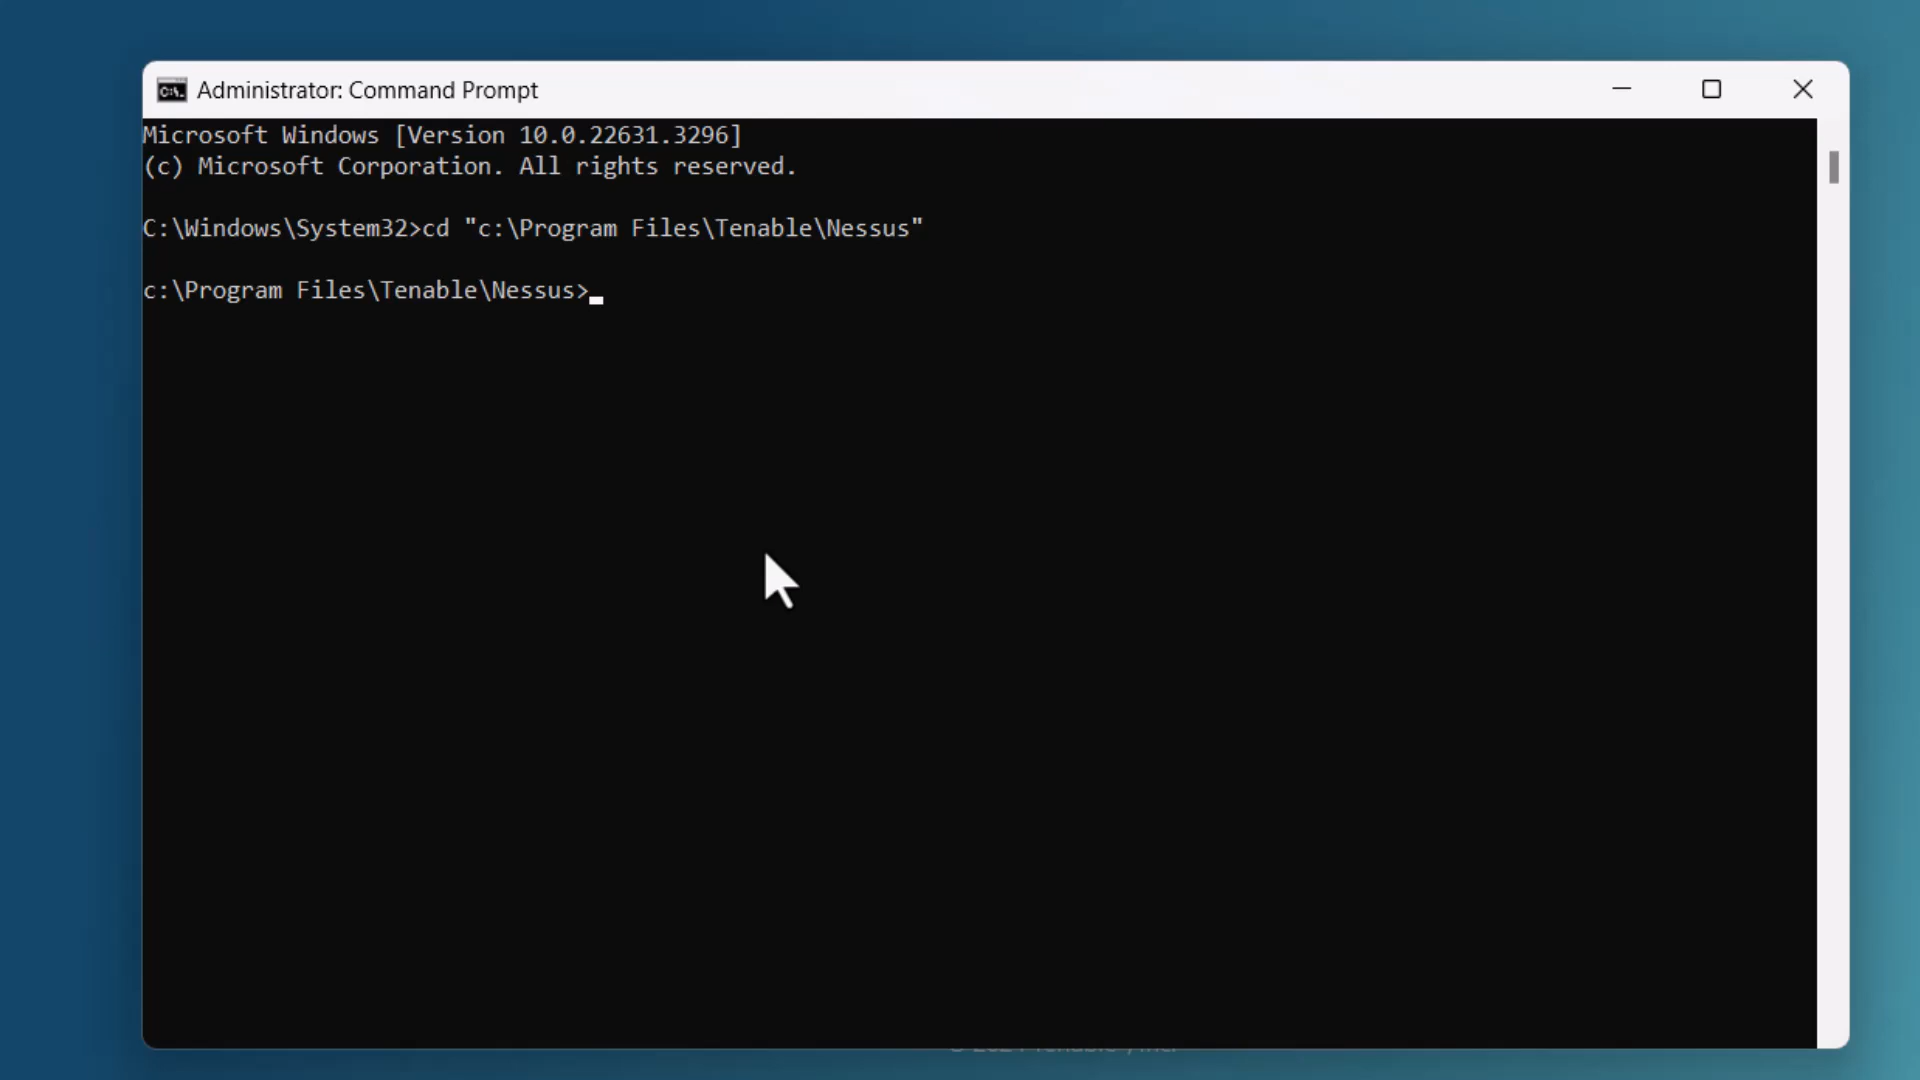 Administrator: Command Prompt
Microsoft Windows [Version 10.0.22631.3296]
(c) Microsoft Corporation. All rights reserved.
C:\Windows\System32>cd "c:\Program Files\Tenable\Nessus"
c:\Program Files\Tenable\Nessus>